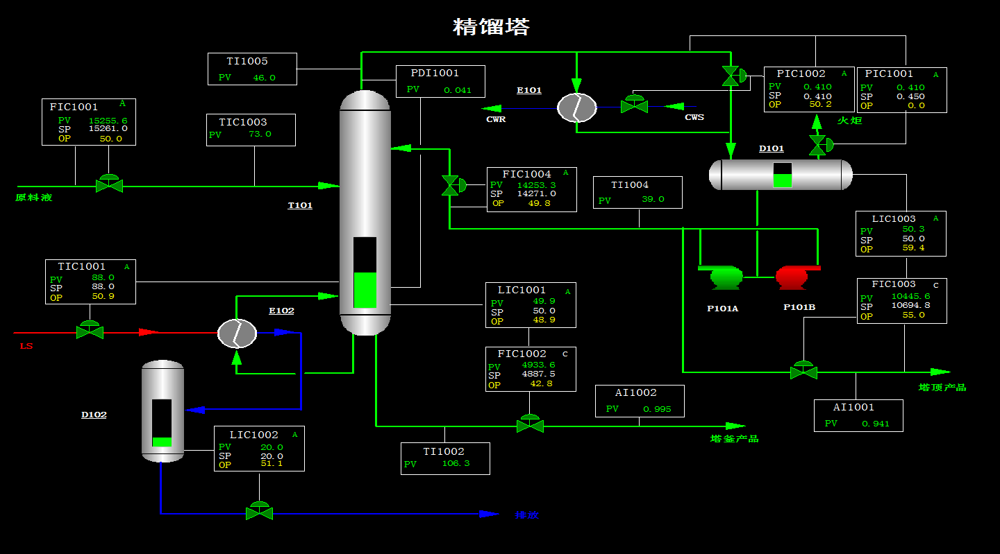 精馏塔
TI1005
PV 46.0
PDI1001
PV 0.041
PIC1002 A
PV 0.410
SP 0.410
OP 50.2
PIC1001 A
PV 0.410
SP 0.450
OP 0.0
FIC1001 A
PV 15255.6
SP 15261.0
OP 50.0
TIC1003
PV 73.0
E101
CWR
CWS
火炬
D101
原料液
T101
FIC1004 A
PV 14253.3
SP 14271.0
OP 49.8
TI1004
PV 39.0
LIC1003 A
PV 50.3
SP 50.0
OP 59.4
TIC1001 A
PV 88.0
SP 88.0
OP 50.9
E102
LS
LIC1001 A
PV 49.9
SP 50.0
OP 48.9
P101A
P101B
FIC1003 C
PV 10445.6
SP 10694.8
OP 55.0
FIC1002 C
PV 4933.6
SP 4887.5
OP 42.8
塔顶产品
AI1002
PV 0.995
AI1001
PV 0.941
D102
LIC1002 A
PV 20.0
SP 20.0
OP 51.1
塔釜产品
TI1002
PV 106.3
排放